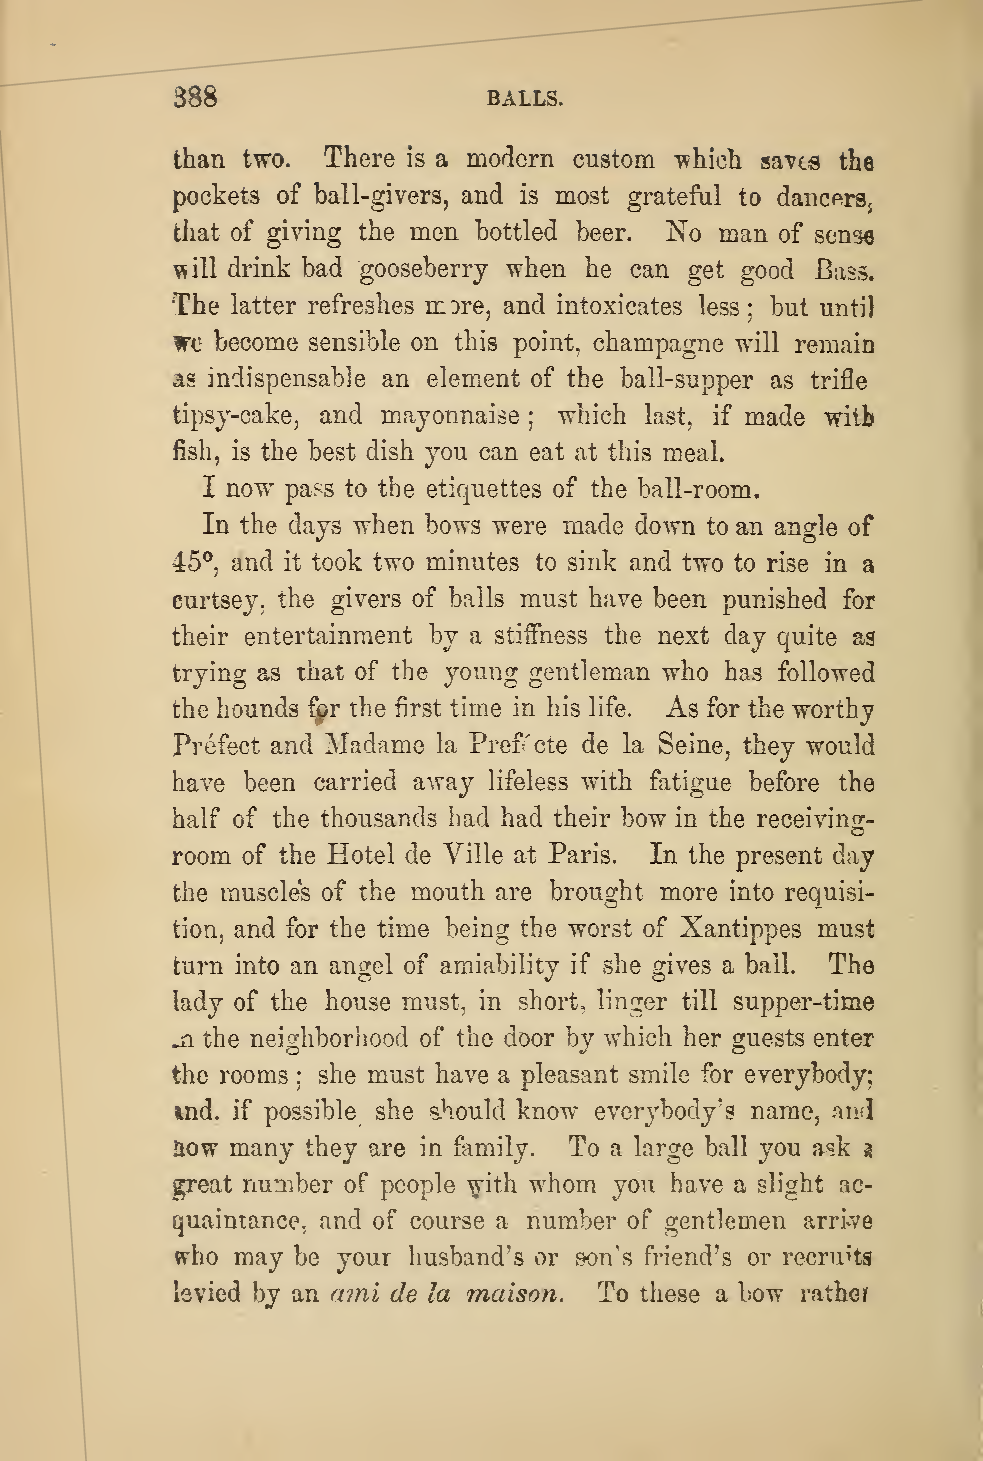 388 BALLS.
than two. There is a modern custom which saves the
pockets of ball-givers, and is most grateful to dancers,
that of giving the men bottled beer. No man of sense
will drink bad gooseberry when he can get good Bass.
The latter refreshes more, and intoxicates less; but until
we become sensible on this point, champagne will remain
as indispensable an element of the ball-supper as trifle
tipsy-cake, and mayonnaise; which last, if made with
fish, is the best dish you can eat at this meal.
I now pass to the etiquettes of the ball-room.
In the days when bows were made down to an angle of
45°, and it took two minutes to sink and two to rise in a
curtsey, the givers of balls must have been punished for
their entertainment by a stiffness the next day quite as
trying as that of the young gentleman who has followed
the hounds for the first time in his life. As for the worthy
Préfect and Madame la Prefécte de la Seine, they would
have been carried away lifeless with fatigue before the
half of the thousands had had their bow in the receiving-
room of the Hotel de Ville at Paris. In the present day
the muscles of the mouth are brought more into requisi-
tion, and for the time being the worst of Xantippes must
turn into an angel of amiability if she gives a ball. The
lady of the house must, in short, linger till supper-time
in the neighborhood of the door by which her guests enter
the rooms; she must have a pleasant smile for everybody;
and, if possible she should know everybody's name, and
how many they are in family. To a large ball you ask a
great number of people with whom you have a slight ac-
quaintance, and of course a number of gentlemen arrive
who may be your husband's or son's friend's or recruits
levied by an ami de la maison. To these a bow rather